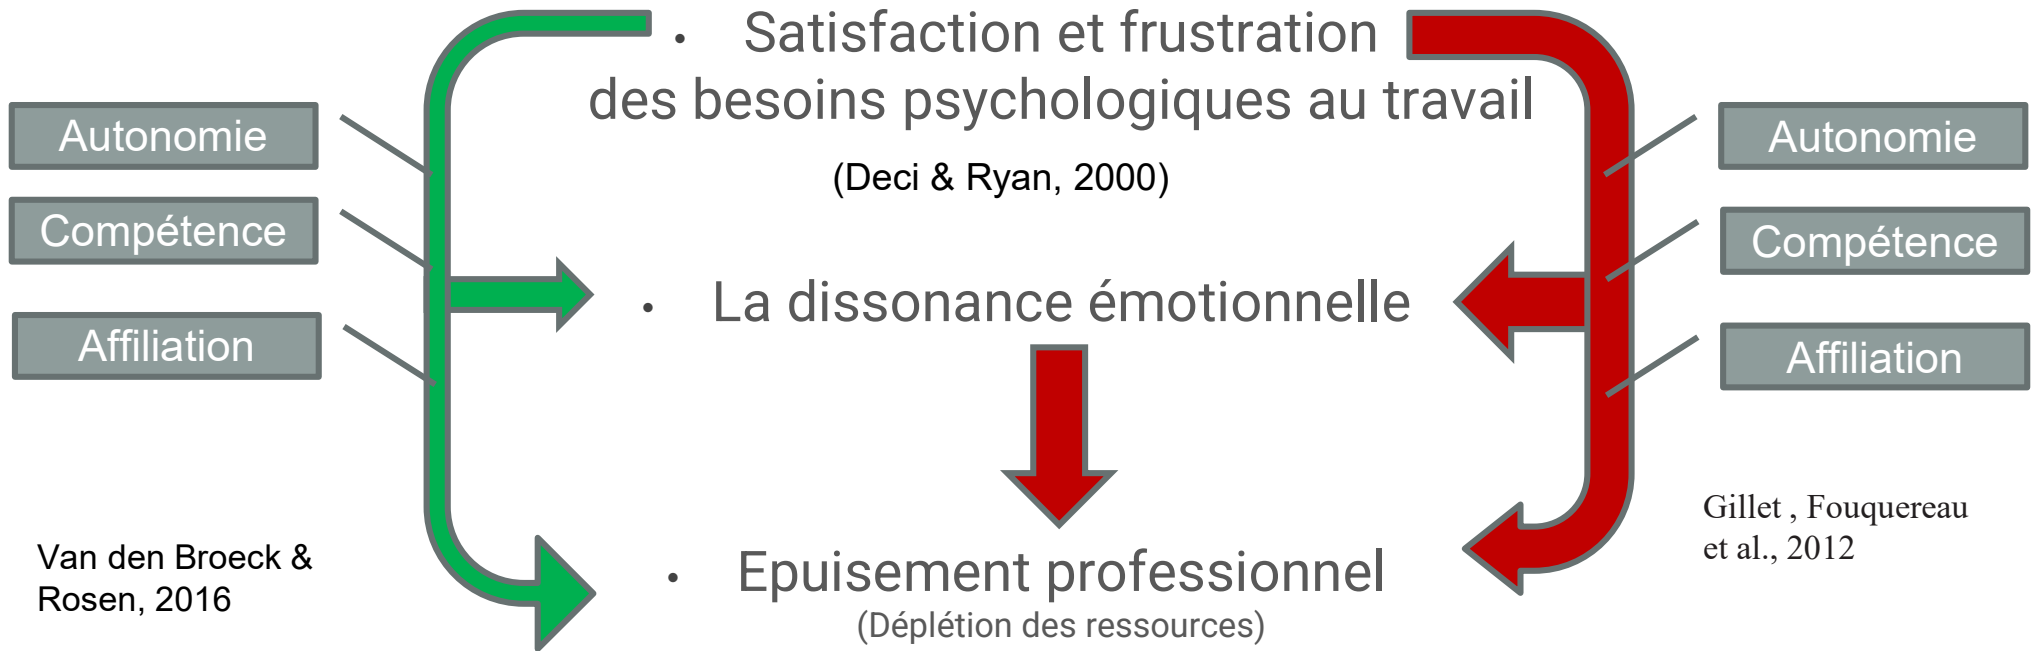 • Satisfaction et frustration
des besoins psychologiques au travail
(Deci & Ryan, 2000)
Autonomie
Compétence
Affiliation
Autonomie
Compétence
Affiliation
• La dissonance émotionnelle
Van den Broeck &
Rosen, 2016
Gillet , Fouquereau
et al., 2012
• Epuisement professionnel
(Déplétion des ressources)